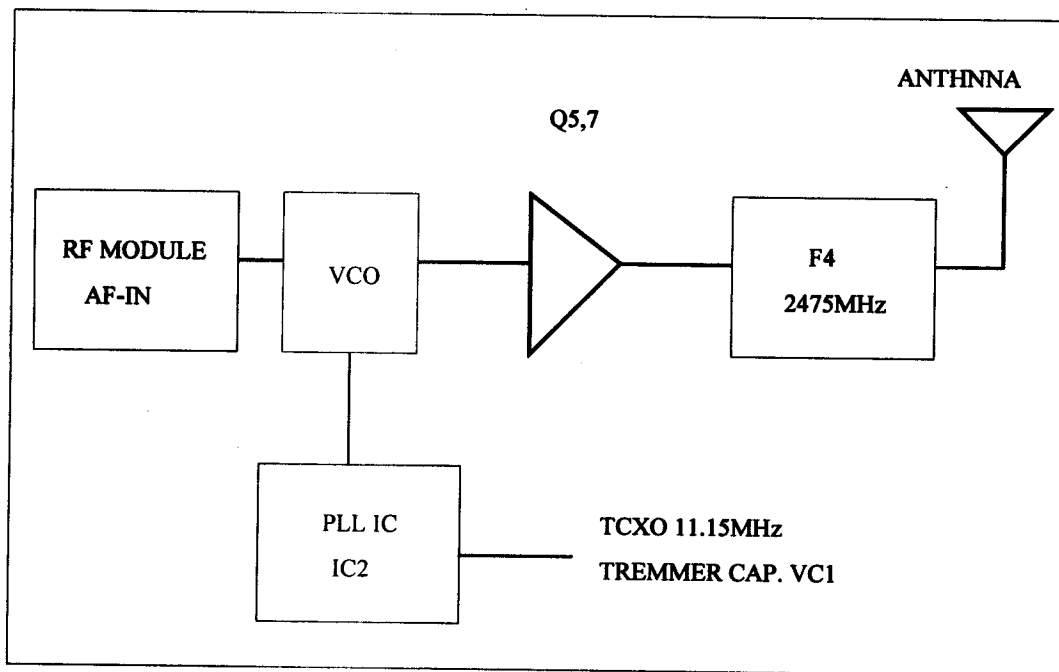 ANTHNNA
Q5,7
RF MODULE
AF-IN
VCO
F4
2475MHz
PLL IC
IC2
TCXO 11.15MHz
TREMMER CAP. VC1